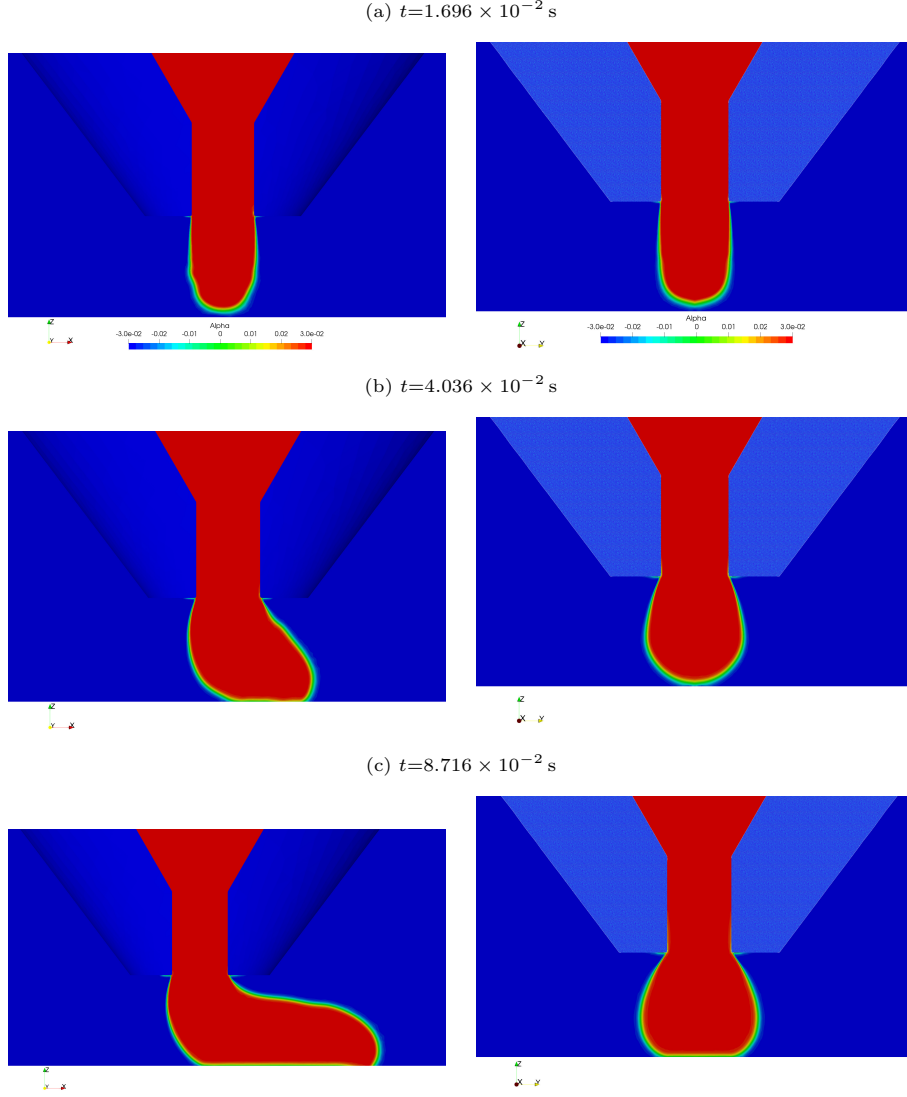 (a) t=1.696 × 10⁻² s
Alpha
-3.0e-02 -0.02 -0.01 0 0.01 0.02 3.0e-02
Z
Y X
Alpha
-3.0e-02 -0.02 -0.01 0 0.01 0.02 3.0e-02
Z
X Y
(b) t=4.036 × 10⁻² s
Z
Y X
Z
X Y
(c) t=8.716 × 10⁻² s
Z
Y X
Z
X Y